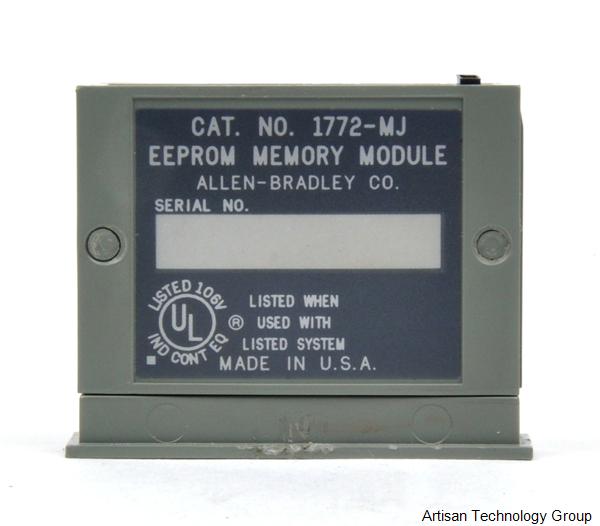 CAT. NO. 1772-MJ
EEPROM MEMORY MODULE
ALLEN-BRADLEY CO.
SERIAL NO.
LISTED 106V
UL
IND CONT EQ
®
LISTED WHEN
USED WITH
LISTED SYSTEM
MADE IN U.S.A.
Artisan Technology Group